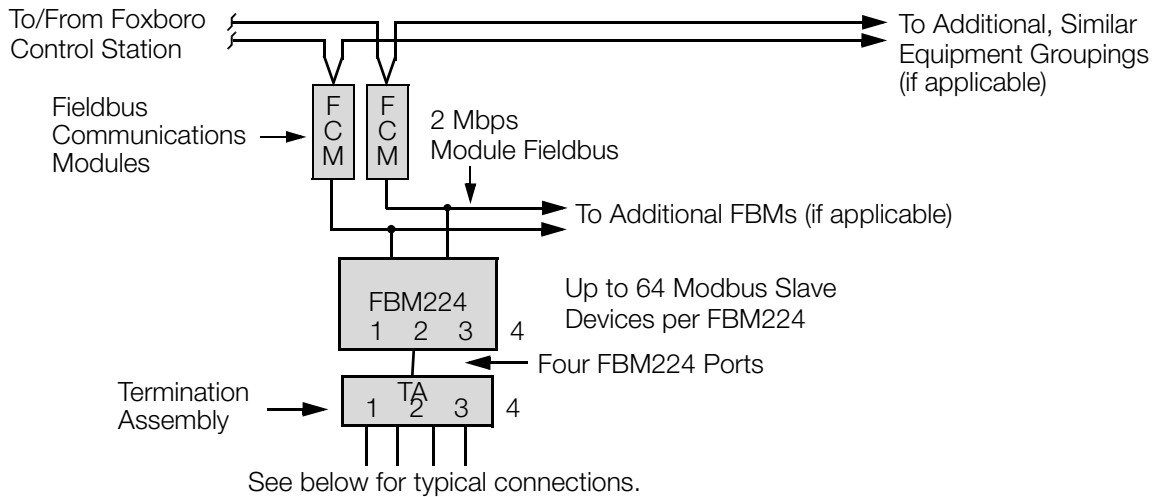 To/From Foxboro
Control Station
To Additional, Similar
Equipment Groupings
(if applicable)
Fieldbus
Communications
Modules
F
C
M
F
C
M
2 Mbps
Module Fieldbus
To Additional FBMs (if applicable)
FBM224
1 2 3 4
Up to 64 Modbus Slave
Devices per FBM224
Four FBM224 Ports
Termination
Assembly
TA
1 2 3 4
See below for typical connections.